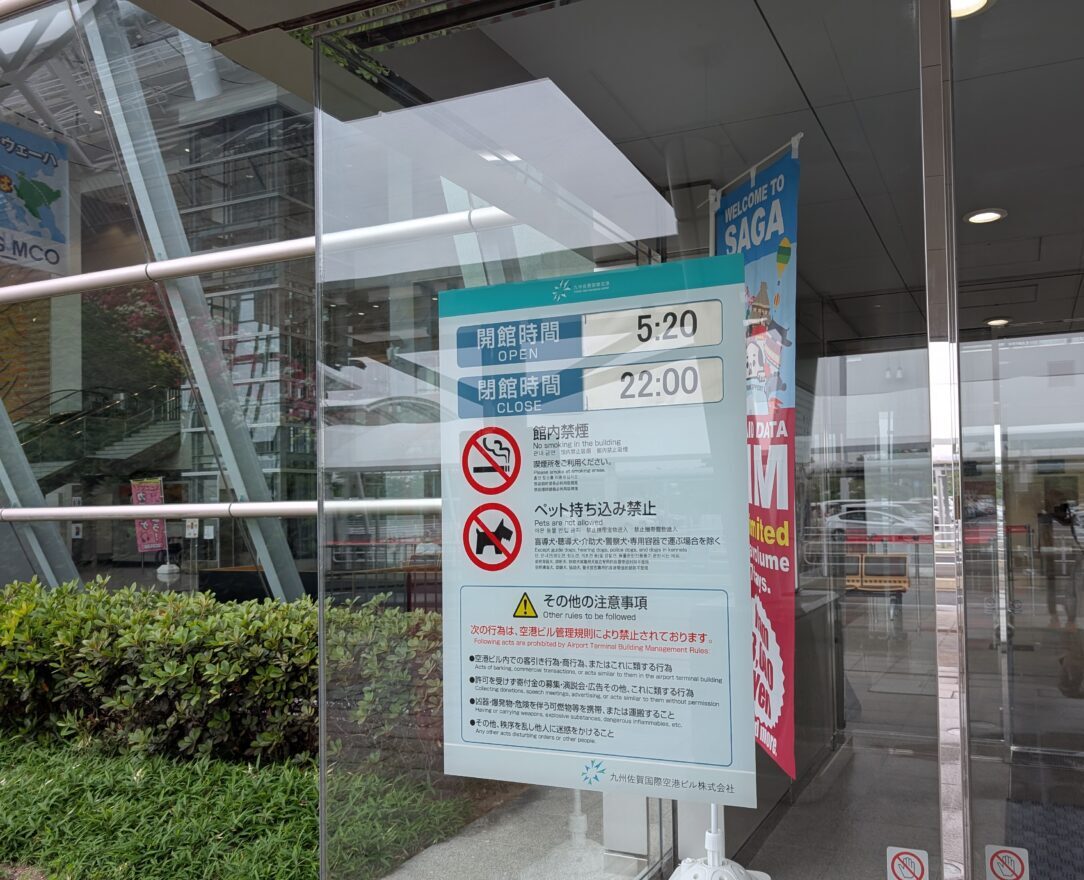 ウエーハ
MCO
WELCOME TO
SAGA
九州佐賀国際空港
開館時間
OPEN
5:20
閉館時間
CLOSE
22:00
館内禁煙
No smoking in the building
喫煙所をご利用ください。
Please smoke at smoking areas.
ペット持ち込み禁止
Pets are not allowed
盲導犬・聴導犬・介助犬・警察犬・専用容器で運ぶ場合を除く
Except guide dogs, hearing dogs, police dogs, and dogs in kennels
その他の注意事項
Other rules to be followed
次の行為は、空港ビル管理規則により禁止されております。
Following acts are prohibited by Airport Terminal Building Management Rules.
●空港ビル内での客引き行為・商行為、またはこれに類する行為
Acts of barking, commercial transactions, or acts similar to them in the airport terminal building
●許可を受けず寄付金の募集・演説会・広告その他、これに類する行為
Collecting donations, speech meetings, advertising, or acts similar to them without permission
●凶器・爆発物・危険を伴う可燃物等を携帯、または運搬すること
Having or carrying weapons, explosive substances, dangerous inflammables, etc.
●その他、秩序を乱し他人に迷惑をかけること
Any other acts disturbing orders or other people.
九州佐賀国際空港ビル株式会社
DATA